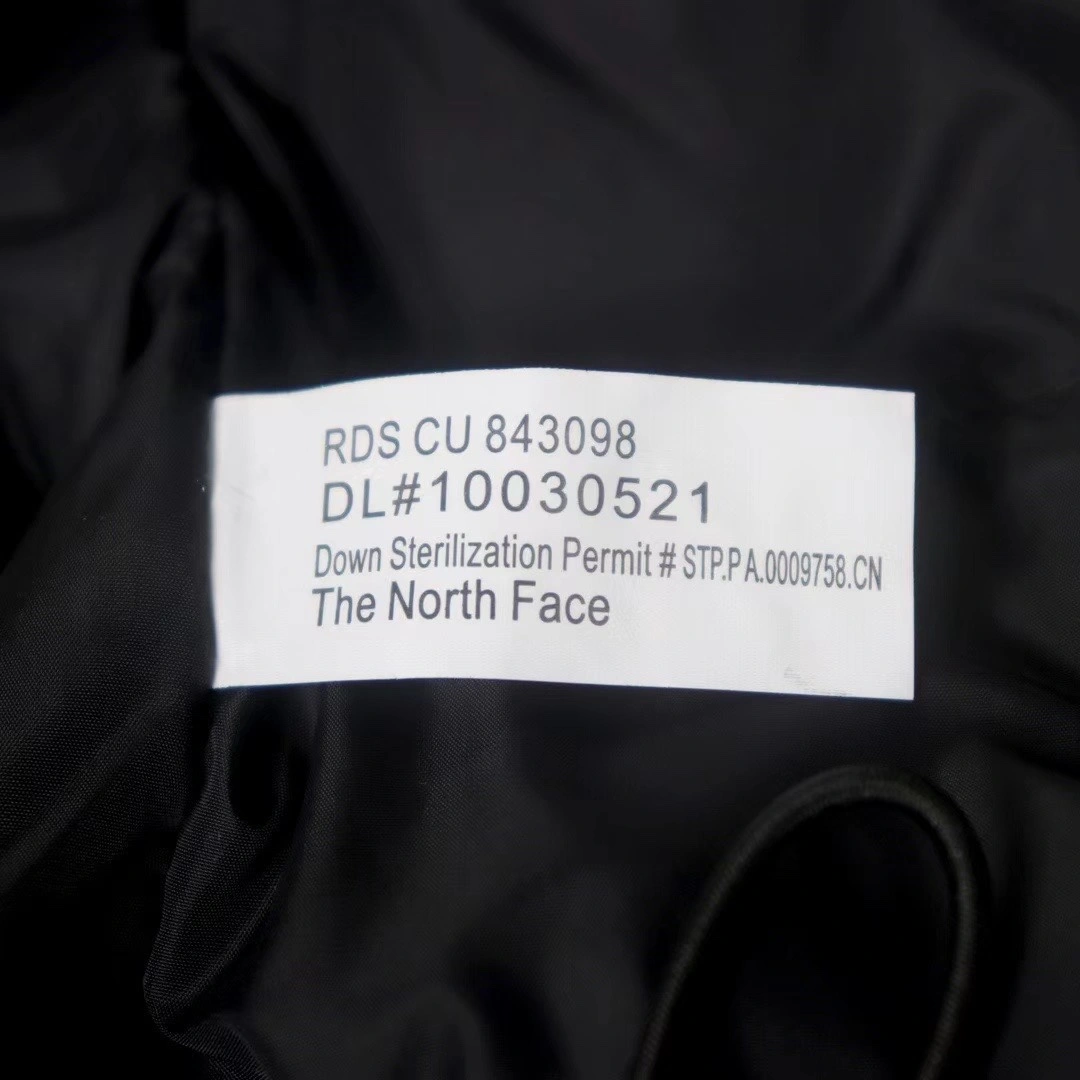 RDS CU 843098
DL#10030521
Down Sterilization Permit # STP.PA.0009758.CN
The North Face